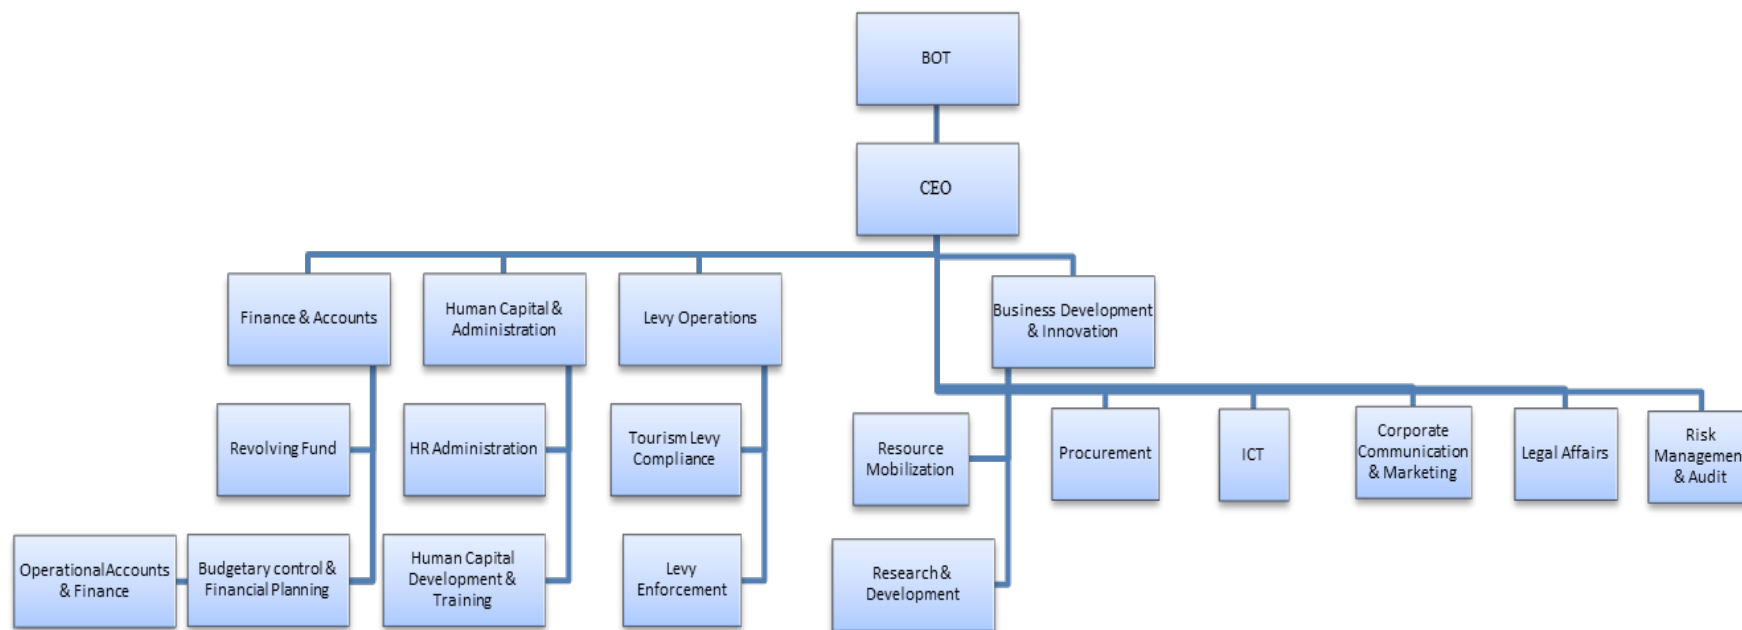 BOT
CEO
Finance & Accounts
Human Capital &
Administration
Levy Operations
Business Development
& Innovation
Revolving Fund
HR Administration
Tourism Levy
Compliance
Resource
Mobilization
Procurement
ICT
Corporate
Communication
& Marketing
Legal Affairs
Risk
Managemen
& Audit
Operational Accounts
& Finance
Budgetary control &
Financial Planning
Human Capital
Development &
Training
Levy
Enforcement
Research &
Development